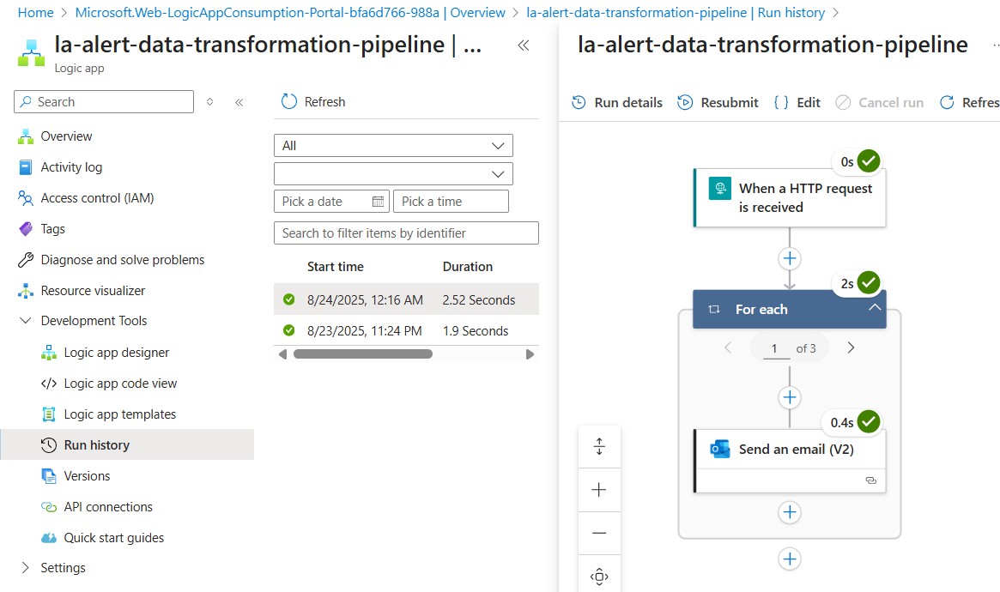 Home > Microsoft.Web-LogicAppConsumption-Portal-bfa6d766-988a | Overview > la-alert-data-transformation-pipeline | Run history >
la-alert-data-transformation-pipeline | ...
Logic app
Search
Overview
Activity log
Access control (IAM)
Tags
Diagnose and solve problems
Resource visualizer
Development Tools
Logic app designer
Logic app code view
Logic app templates
Run history
Versions
API connections
Quick start guides
Settings
Refresh
All
Pick a date Pick a time
Search to filter items by identifier
Start time Duration
8/24/2025, 12:16 AM 2.52 Seconds
8/23/2025, 11:24 PM 1.9 Seconds
la-alert-data-transformation-pipeline
Run details Resubmit {} Edit Cancel run Refres
0s
When a HTTP request
is received
2s
For each
1 of 3
0.4s
Send an email (V2)